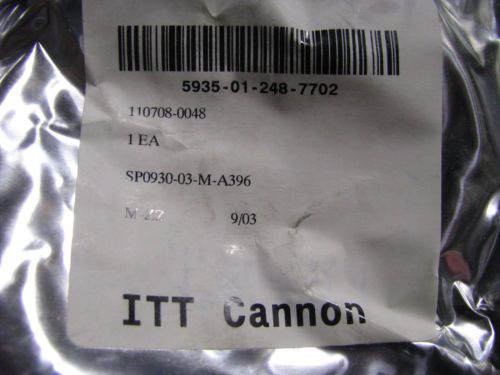 5935-01-248-7702
110708-0048
1 EA
SP0930-03-M-A396
9/03
ITT Cannon